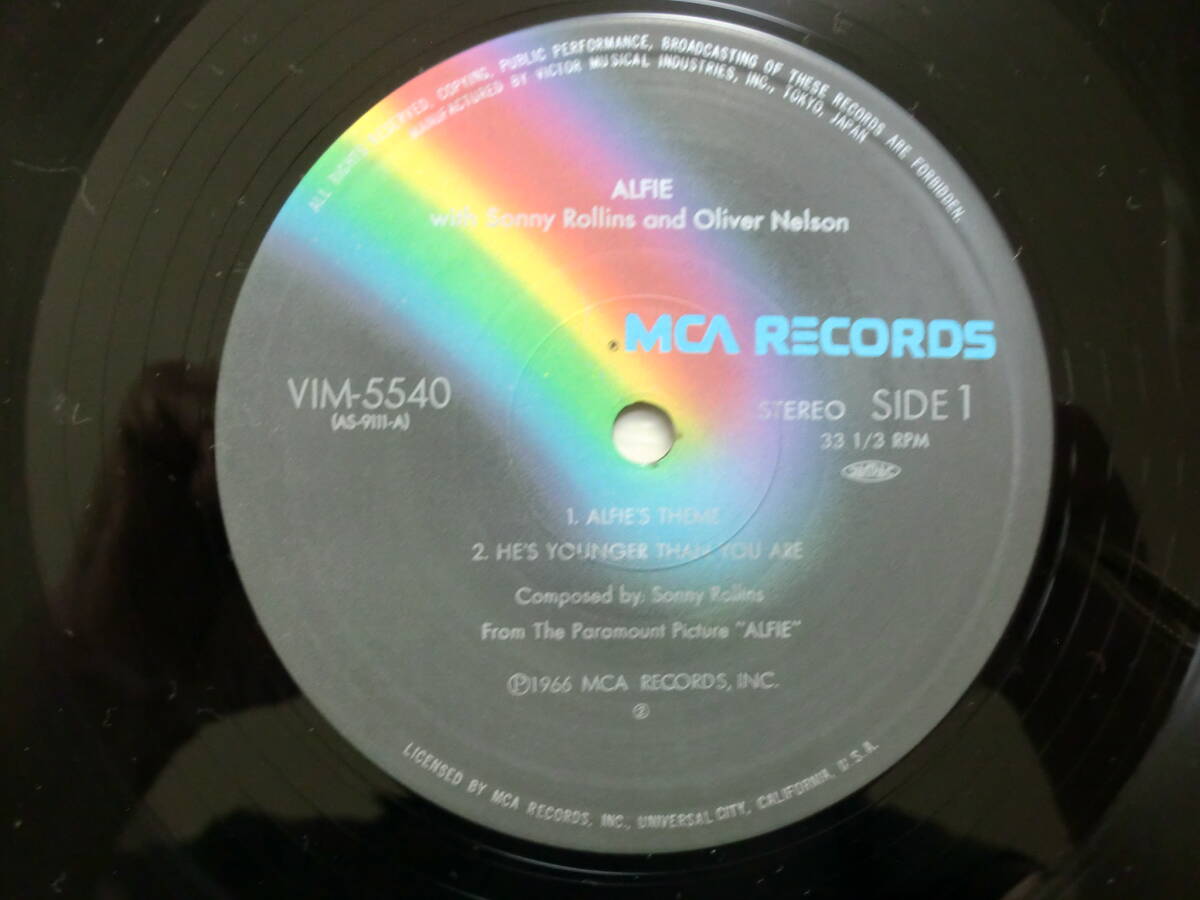 ALL RIGHTS RESERVED. COPYING, PUBLIC PERFORMANCE, BROADCASTING OF THESE RECORDS ARE FORBIDDEN.
MANUFACTURED BY VICTOR MUSICAL INDUSTRIES, INC., TOKYO, JAPAN
ALFIE
with Sonny Rollins and Oliver Nelson
® MCA RECORDS
VIM-5540
(AS-9111-A)
STEREO SIDE 1
33 1/3 RPM
1. ALFIE'S THEME
2. HE'S YOUNGER THAN YOU ARE
Composed by: Sonny Rollins
From The Paramount Picture "ALFIE"
Ⓟ1966 MCA RECORDS, INC.
②
LICENSED BY MCA RECORDS, INC., UNIVERSAL CITY, CALIFORNIA, U.S.A.